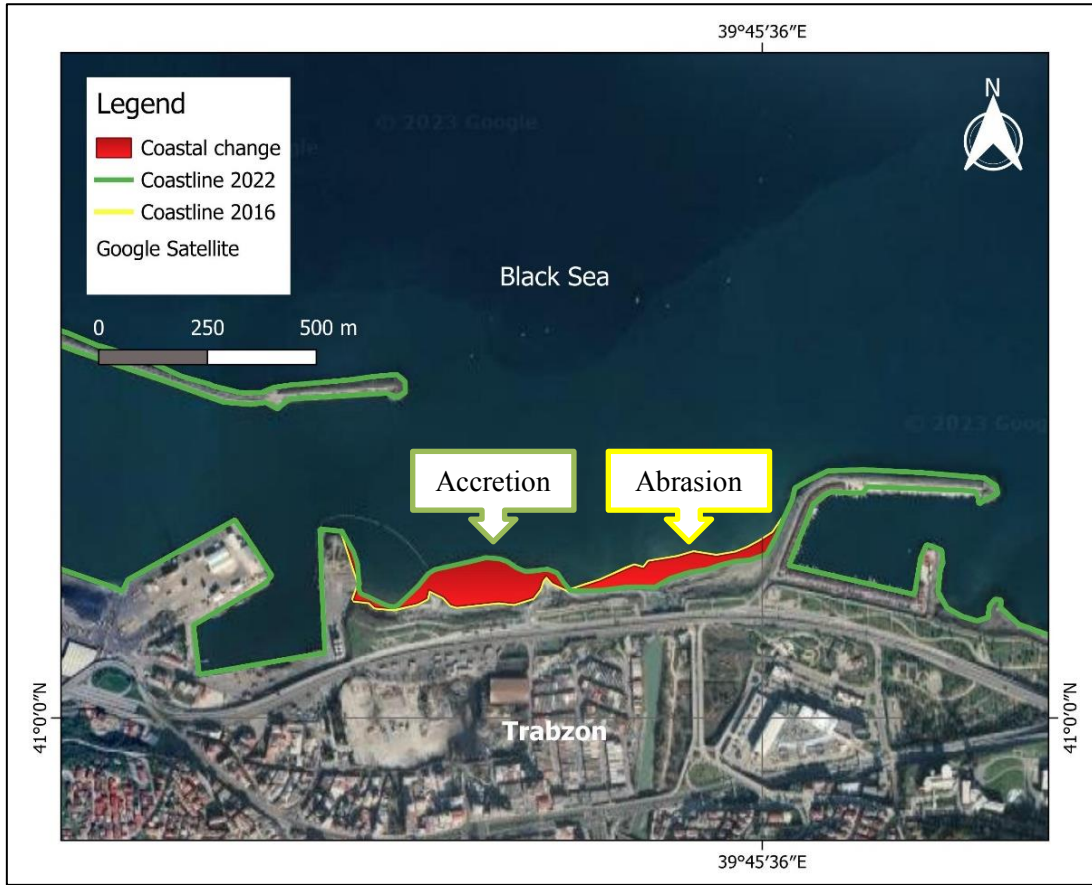 39°45′36″E
Legend
Coastal change
Coastline 2022
Coastline 2016
Google Satellite
© 2023 Google
N
Black Sea
0 250 500 m
© 2023 Goog
Accretion
Abrasion
41°0′0″N
41°0′0″N
Trabzon
39°45′36″E